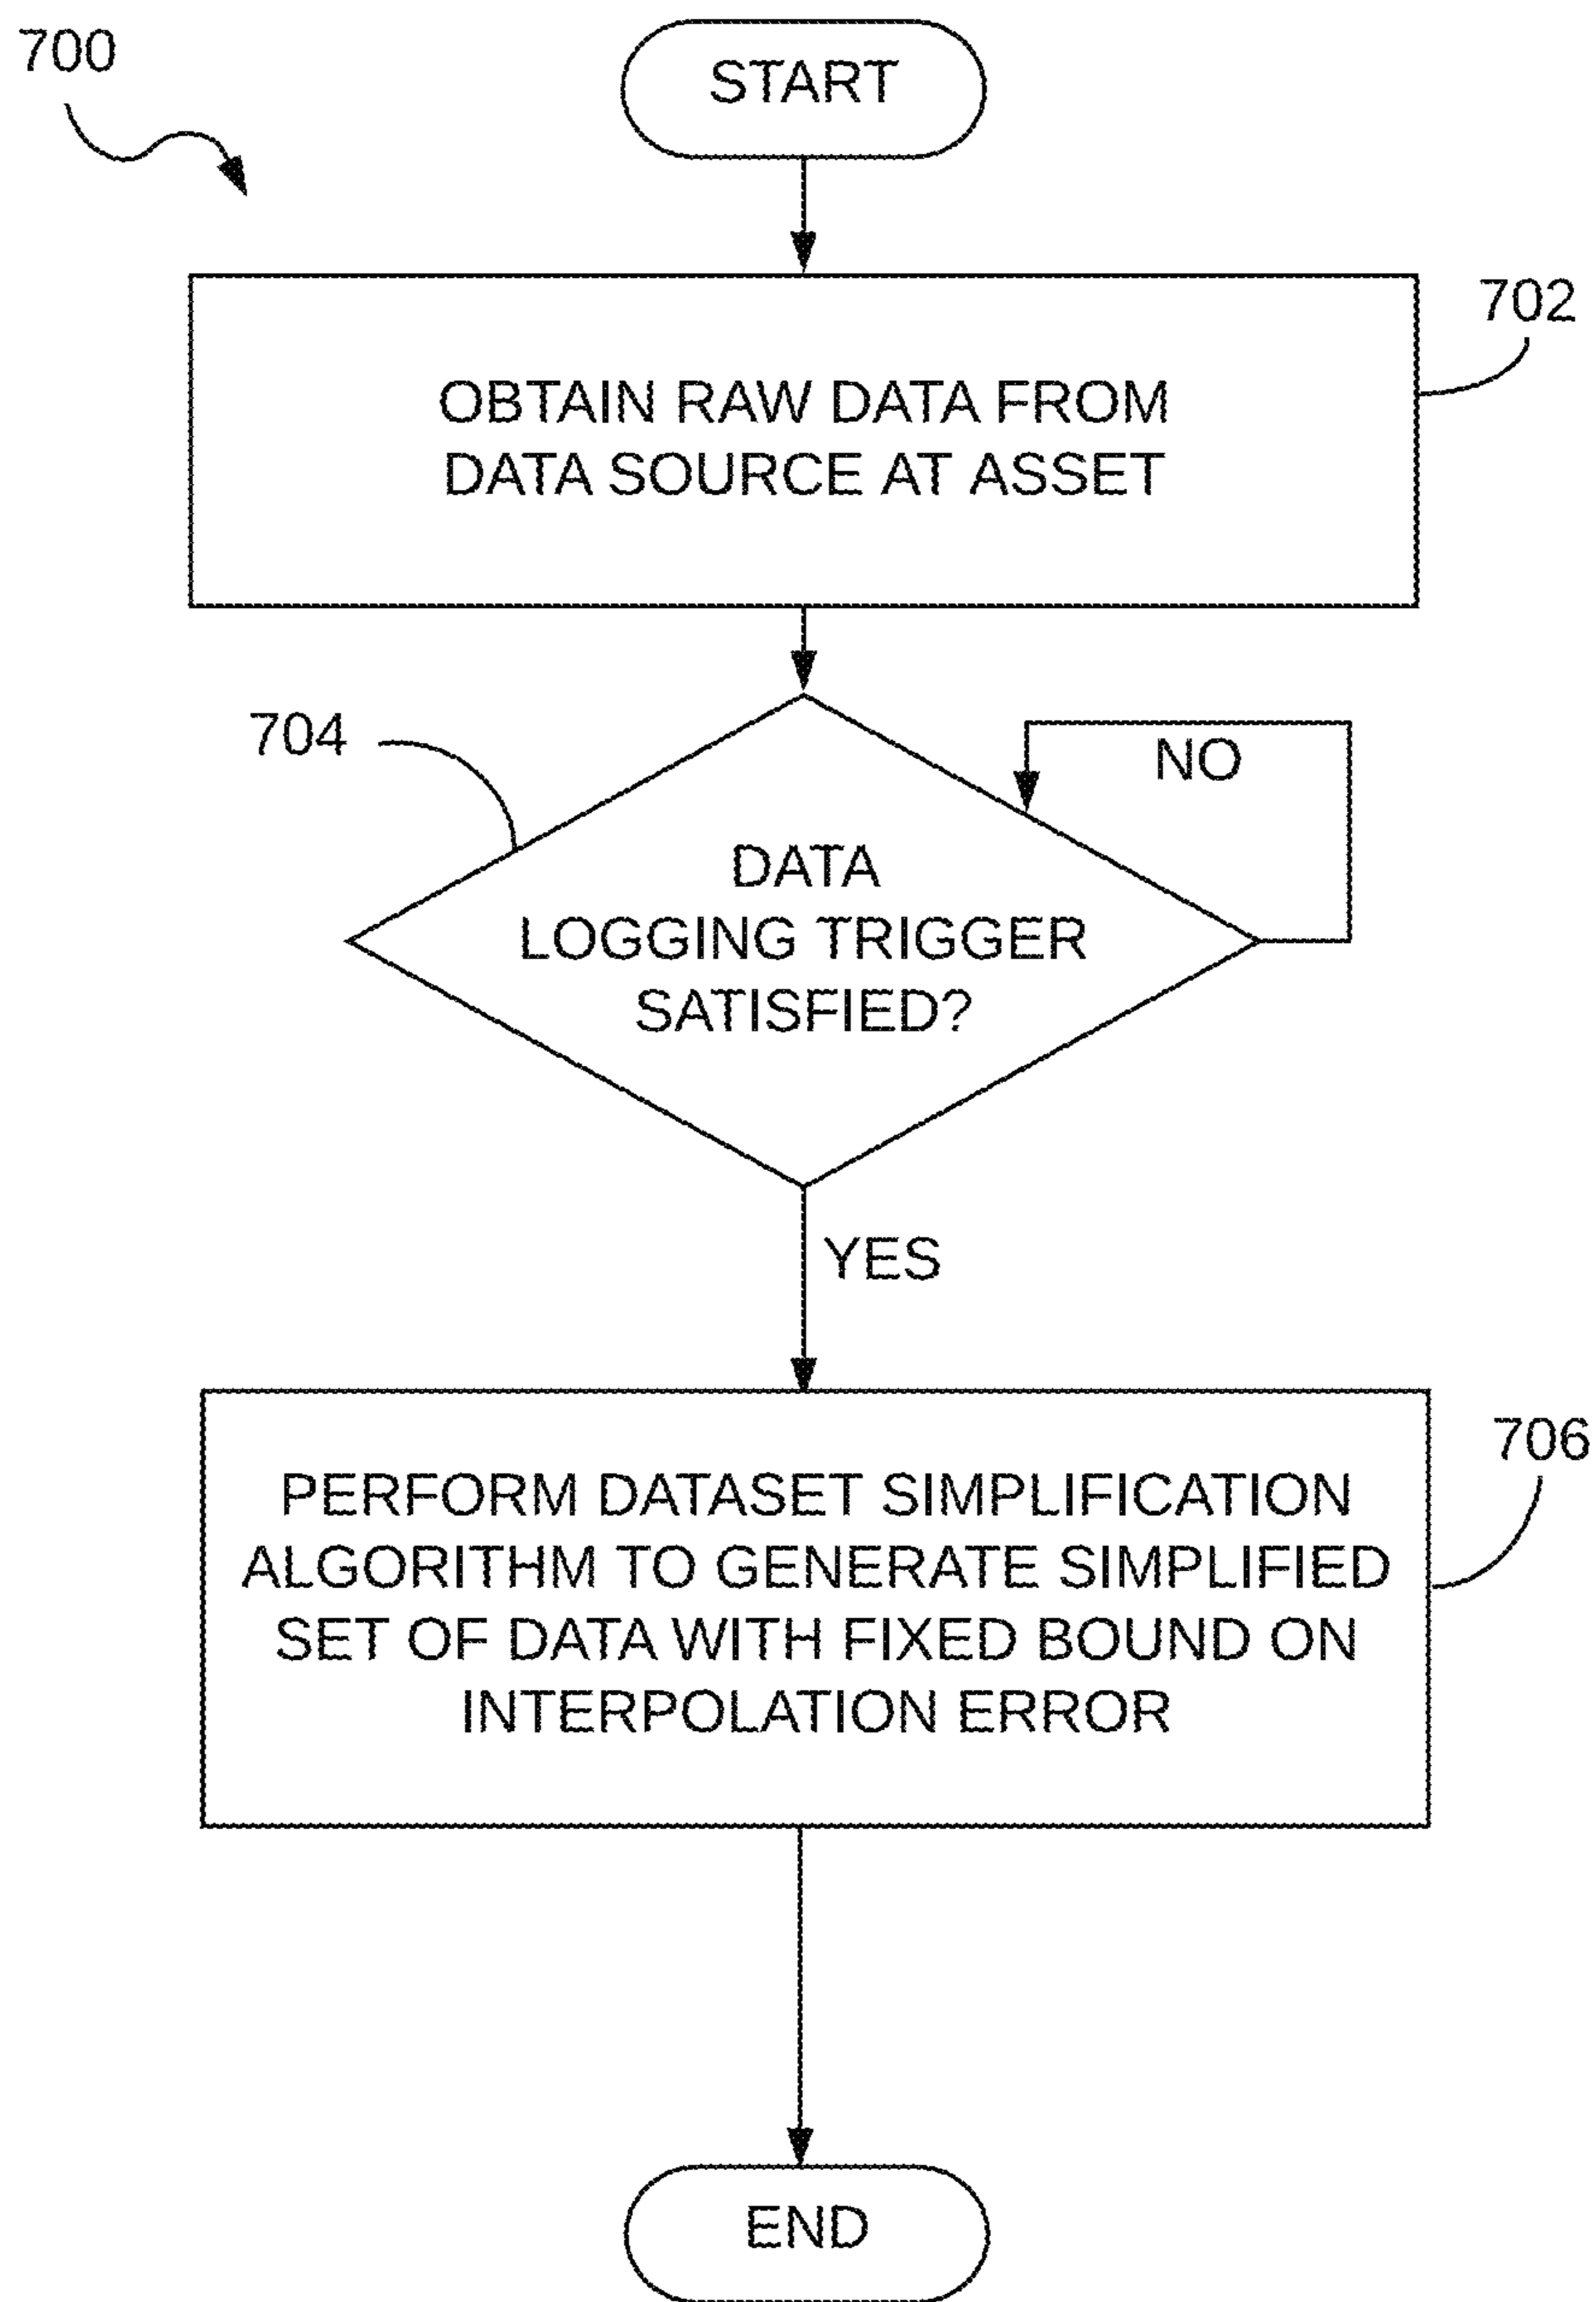 700
START
702
OBTAIN RAW DATA FROM
DATA SOURCE AT ASSET
704
NO
DATA
LOGGING TRIGGER
SATISFIED?
YES
706
PERFORM DATASET SIMPLIFICATION
ALGORITHM TO GENERATE SIMPLIFIED
SET OF DATA WITH FIXED BOUND ON
INTERPOLATION ERROR
END